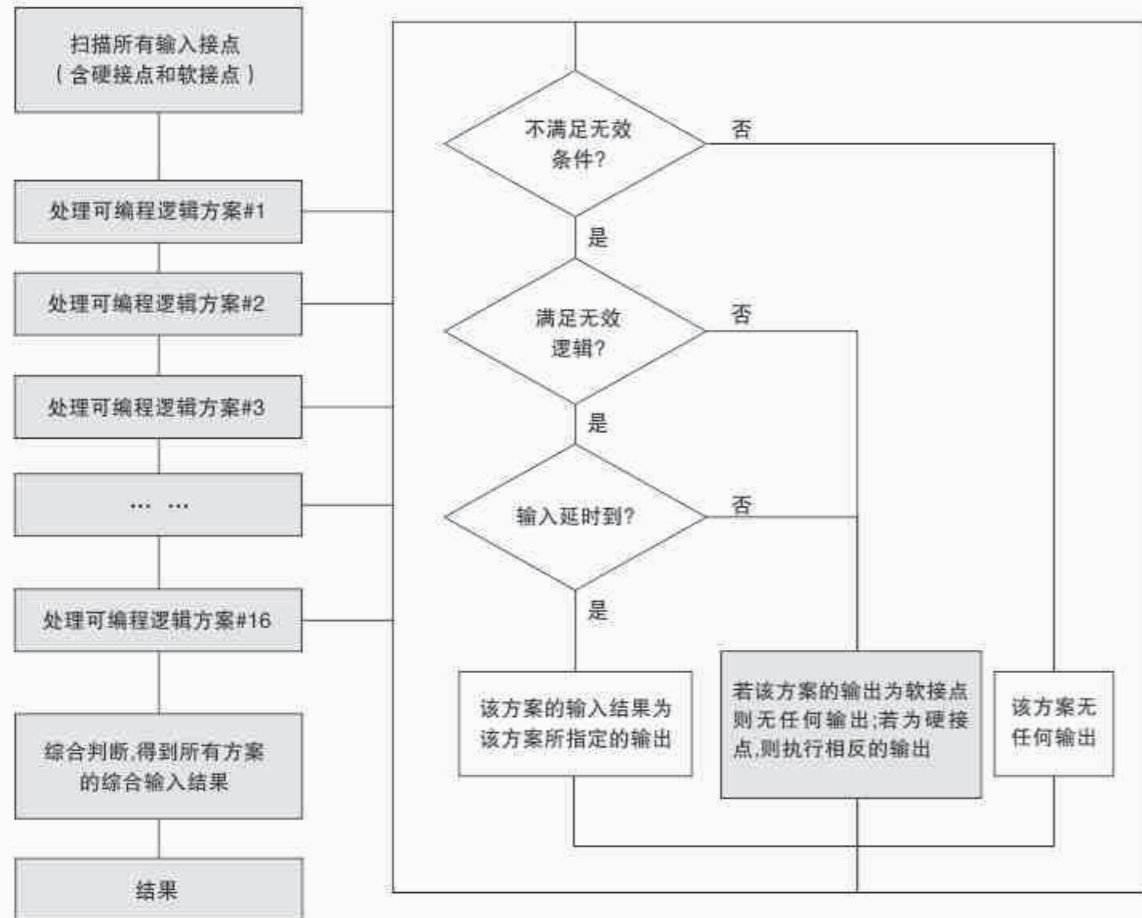 扫描所有输入接点
（含硬接点和软接点）
处理可编程逻辑方案#1
处理可编程逻辑方案#2
处理可编程逻辑方案#3
… …
处理可编程逻辑方案#16
综合判断,得到所有方案
的综合输入结果
结果
不满足无效
条件?
否
是
满足无效
逻辑?
否
是
输入延时到?
否
是
该方案的输入结果为
该方案所指定的输出
若该方案的输出为软接点
则无任何输出;若为硬接
点,则执行相反的输出
该方案无
任何输出